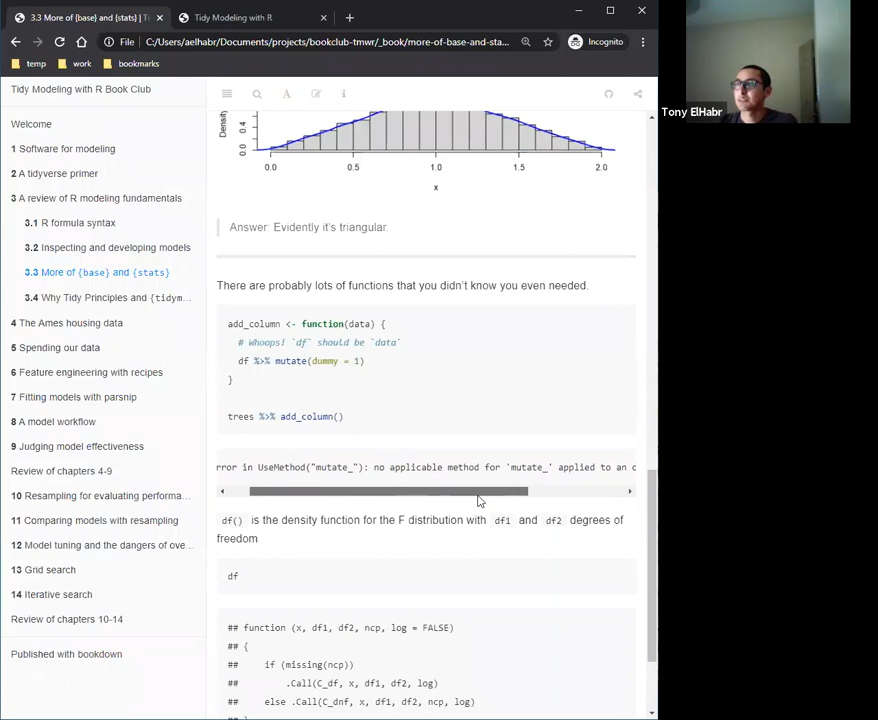 3.3 More of {base} and {stats} | Ti
Tidy Modeling with R
File
C:/Users/aelhabr/Documents/projects/bookclub-tmwr/_book/more-of-base-and-sta...
Incognito
temp
work
bookmarks
Tony ElHabr
Tidy Modeling with R Book Club
Welcome
1 Software for modeling
2 A tidyverse primer
3 A review of R modeling fundamentals
3.1 R formula syntax
3.2 Inspecting and developing models
3.3 More of {base} and {stats}
3.4 Why Tidy Principles and {tidym...
4 The Ames housing data
5 Spending our data
6 Feature engineering with recipes
7 Fitting models with parsnip
8 A model workflow
9 Judging model effectiveness
Review of chapters 4-9
10 Resampling for evaluating performa...
11 Comparing models with resampling
12 Model tuning and the dangers of ove...
13 Grid search
14 Iterative search
Review of chapters 10-14
Published with bookdown
Density
0.4
0.0
0.0
0.5
1.0
1.5
2.0
x
Answer: Evidently it's triangular.
There are probably lots of functions that you didn't know you even needed.
add_column <- function(data) {
# Whoops! `df` should be `data`
df %>% mutate(dummy = 1)
}
trees %>% add_column()
rror in UseMethod("mutate_"): no applicable method for 'mutate_' applied to an o
df() is the density function for the F distribution with df1 and df2 degrees of
freedom
df
## function (x, df1, df2, ncp, log = FALSE)
## {
## if (missing(ncp))
## .Call(C_df, x, df1, df2, log)
## else .Call(C_dnf, x, df1, df2, ncp, log)
## }